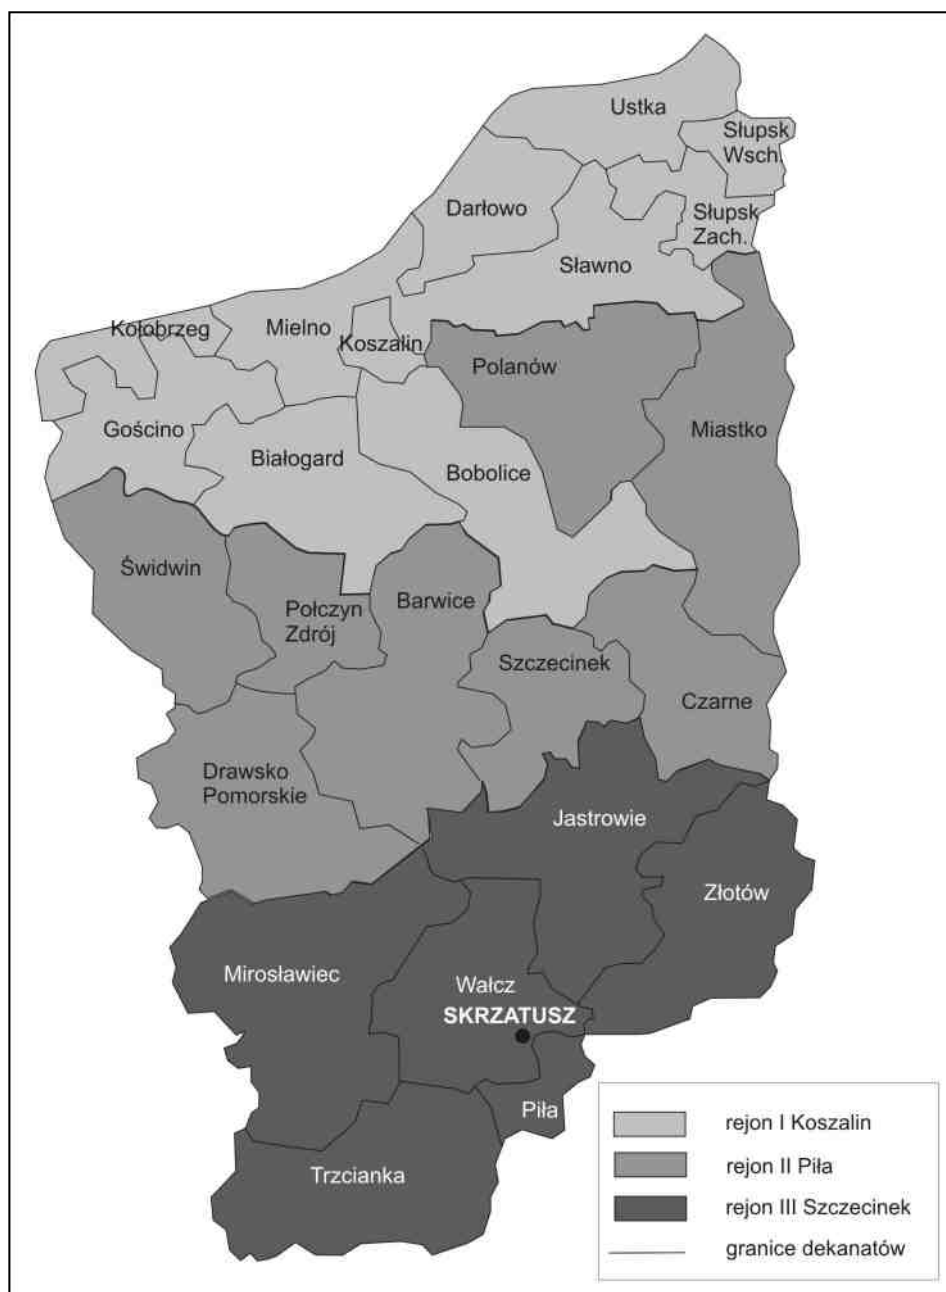 Ustka
Słupsk
Wsch.
Darłowo
Słupsk
Zach.
Sławno
Kołobrzeg
Mielno
Koszalin
Polanów
Gościno
Miastko
Białogard
Bobolice
Świdwin
Połczyn
Zdrój
Barwice
Szczecinek
Czarne
Drawsko
Pomorskie
Jastrowie
Złotów
Mirosławiec
Wałcz
SKRZATUSZ
Piła
Trzcianka
rejon I Koszalin
rejon II Piła
rejon III Szczecinek
granice dekanatów